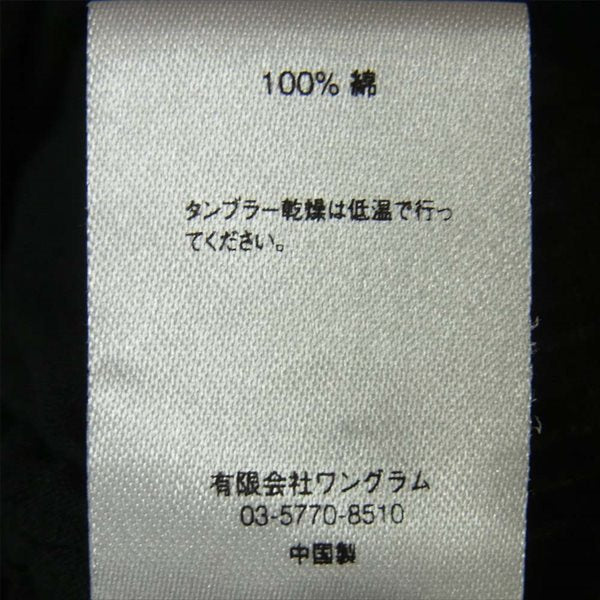 100% 綿
タンブラー乾燥は低温で行っ
てください。
有限会社ワングラム
03-5770-8510
中国製